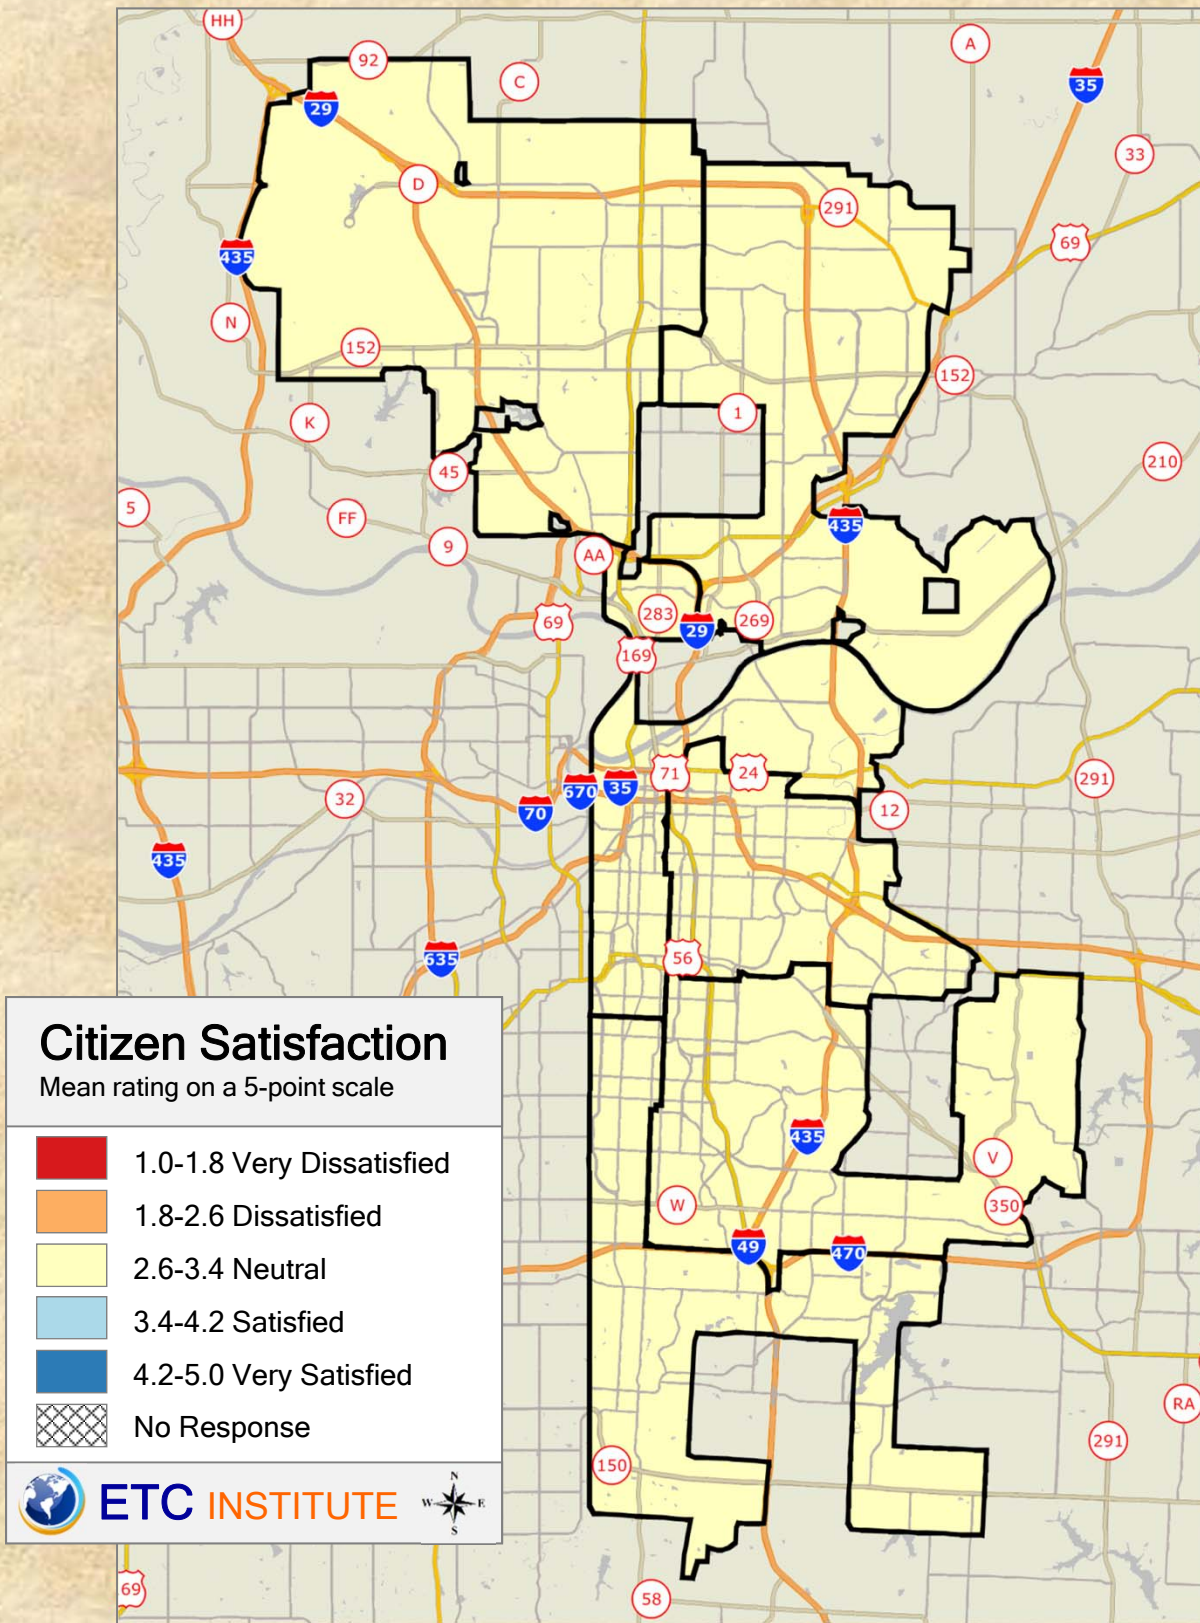 HH
92
C
A
35
29
33
D
291
69
435
N
152
152
K
1
45
210
5
FF
435
9
AA
283
269
69
29
169
71
24
670
35
291
32
70
12
435
56
635
Citizen Satisfaction
Mean rating on a 5-point scale
1.0-1.8 Very Dissatisfied
1.8-2.6 Dissatisfied
2.6-3.4 Neutral
3.4-4.2 Satisfied
4.2-5.0 Very Satisfied
No Response
ETC INSTITUTE
N
W E
S
435
V
W
350
49
470
RA
291
150
69
58